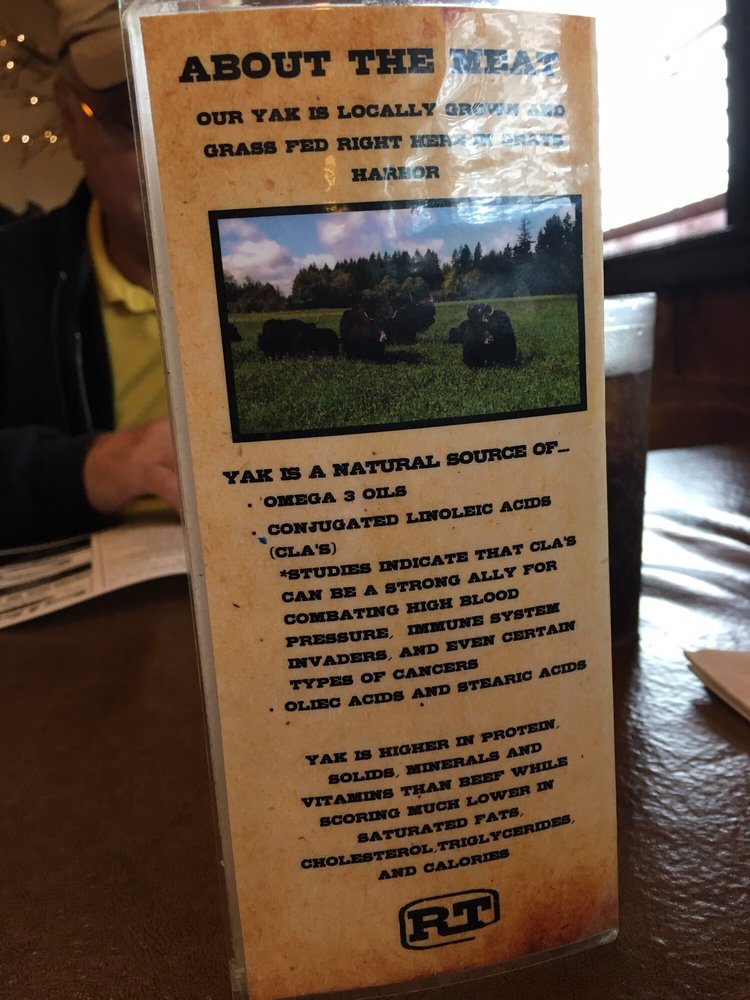 ABOUT THE MEAT
OUR YAK IS LOCALLY GROWN AND
GRASS FED RIGHT HERE IN GRAYS
HARBOR
YAK IS A NATURAL SOURCE OF...
· OMEGA 3 OILS
· CONJUGATED LINOLEIC ACIDS
(CLA'S)
*STUDIES INDICATE THAT CLA'S
CAN BE A STRONG ALLY FOR
COMBATING HIGH BLOOD
PRESSURE, IMMUNE SYSTEM
INVADERS, AND EVEN CERTAIN
TYPES OF CANCERS
· OLIEC ACIDS AND STEARIC ACIDS
YAK IS HIGHER IN PROTEIN,
SOLIDS, MINERALS AND
VITAMINS THAN BEEF WHILE
SCORING MUCH LOWER IN
SATURATED FATS,
CHOLESTEROL,TRIGLYCERIDES,
AND CALORIES
RT